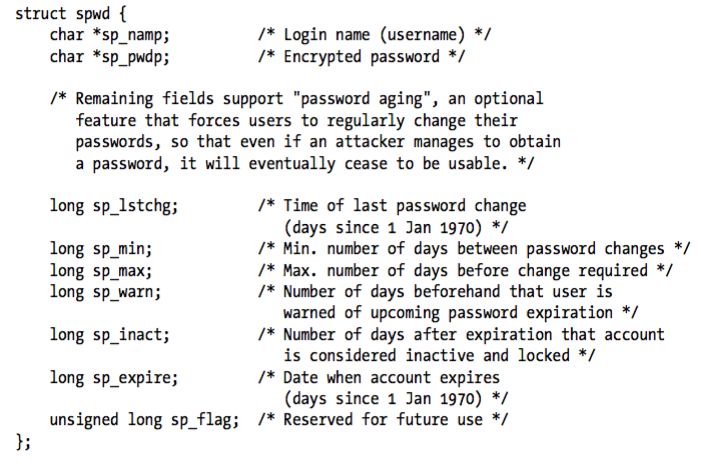 struct spwd {
char *sp_namp; /* Login name (username) */
char *sp_pwdp; /* Encrypted password */
/* Remaining fields support "password aging", an optional
feature that forces users to regularly change their
passwords, so that even if an attacker manages to obtain
a password, it will eventually cease to be usable. */
long sp_lstchg; /* Time of last password change
(days since 1 Jan 1970) */
long sp_min; /* Min. number of days between password changes */
long sp_max; /* Max. number of days before change required */
long sp_warn; /* Number of days beforehand that user is
warned of upcoming password expiration */
long sp_inact; /* Number of days after expiration that account
is considered inactive and locked */
long sp_expire; /* Date when account expires
(days since 1 Jan 1970) */
unsigned long sp_flag; /* Reserved for future use */
};